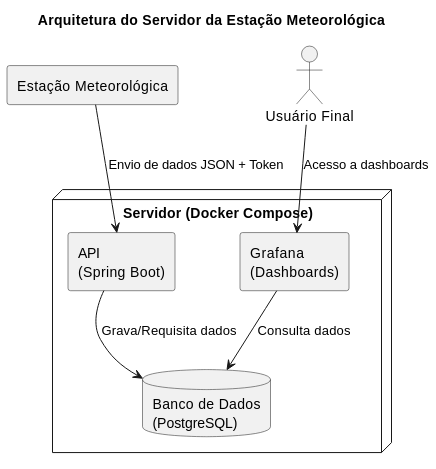 Arquitetura do Servidor da Estação Meteorológica
Estação Meteorológica
Usuário Final
Envio de dados JSON + Token
Acesso a dashboards
Servidor (Docker Compose)
API
(Spring Boot)
Grafana
(Dashboards)
Grava/Requisita dados
Consulta dados
Banco de Dados
(PostgreSQL)